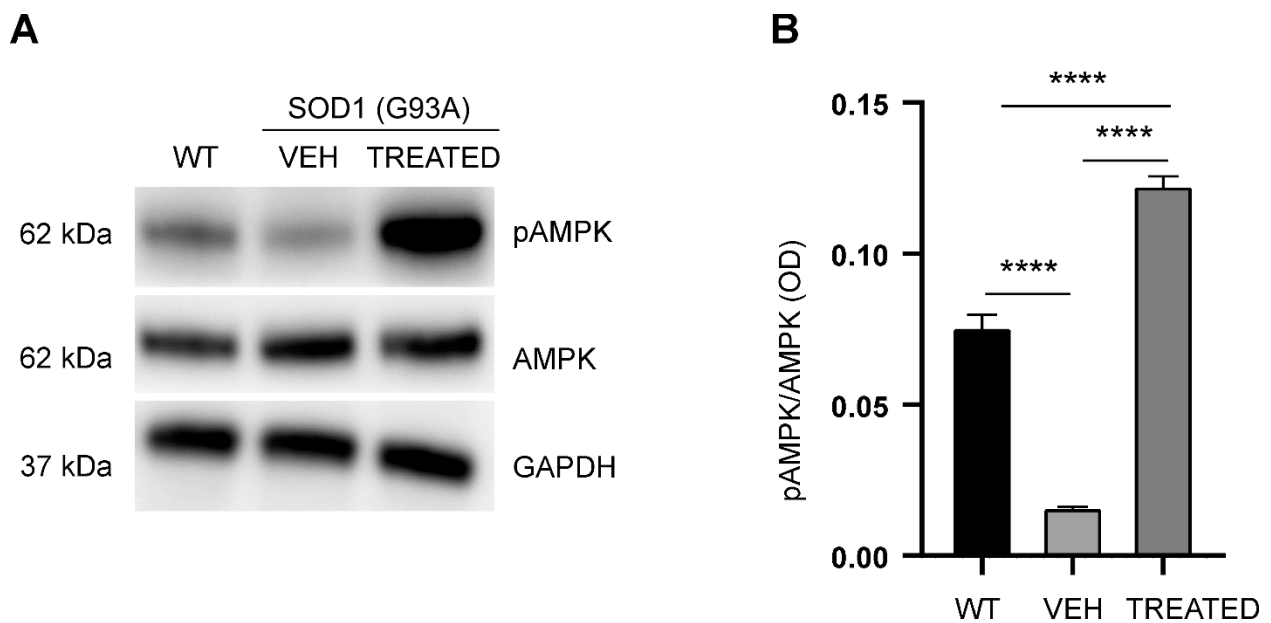 A
SOD1 (G93A)
WT VEH TREATED
62 kDa pAMPK
62 kDa AMPK
37 kDa GAPDH
B
pAMPK/AMPK (OD)
0.15
0.10
0.05
0.00
****
****
****
WT VEH TREATED